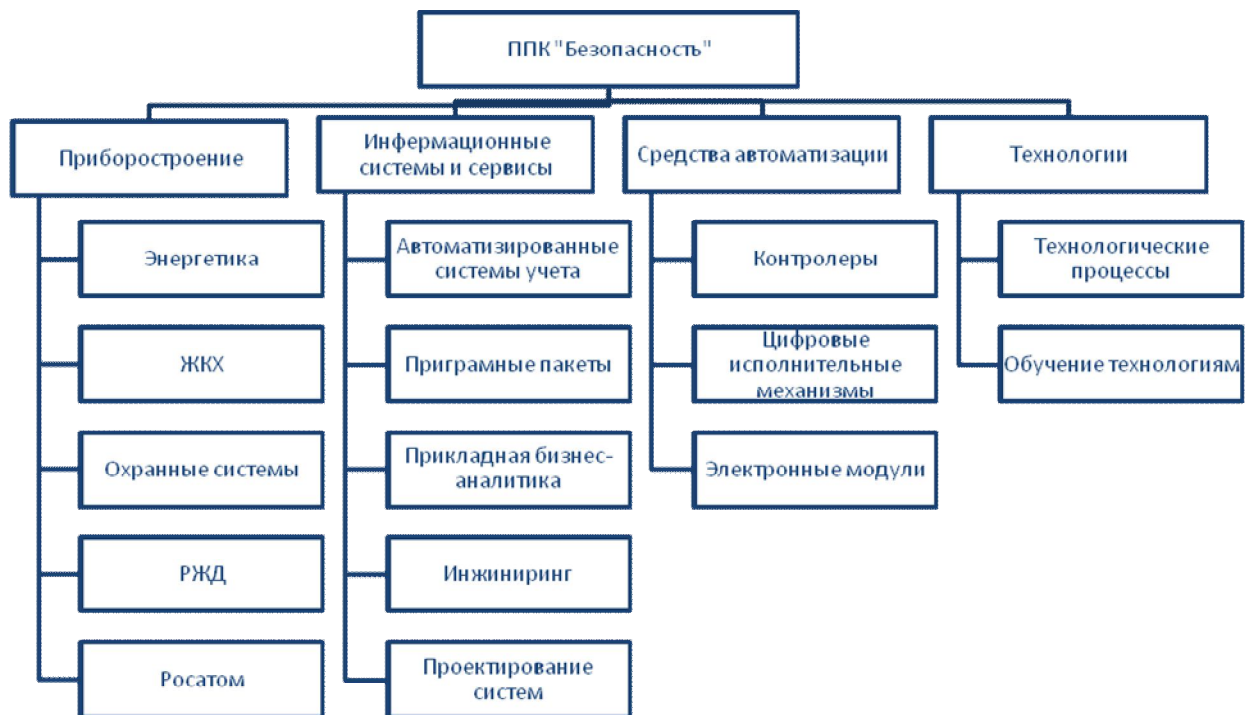 ППК "Безопасность"
Приборостроение
Инфермационные
системы и сервисы
Средства автоматизации
Технологии
Энергетика
Автоматизированные
системы учета
Контролеры
Технологические
процессы
ЖКХ
Приграмные пакеты
Цифровые
исполнительные
механизмы
Обучение технологиям
Охранные системы
Прикладная бизнес-
аналитика
Электронные модули
РЖД
Инжиниринг
Росатом
Проектирование
систем